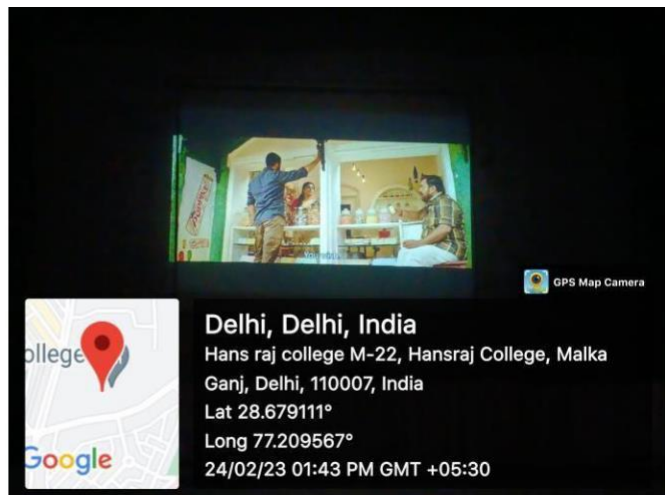 GPS Map Camera
ollege
Google
Delhi, Delhi, India
Hans raj college M-22, Hansraj College, Malka
Ganj, Delhi, 110007, India
Lat 28.679111°
Long 77.209567°
24/02/23 01:43 PM GMT +05:30